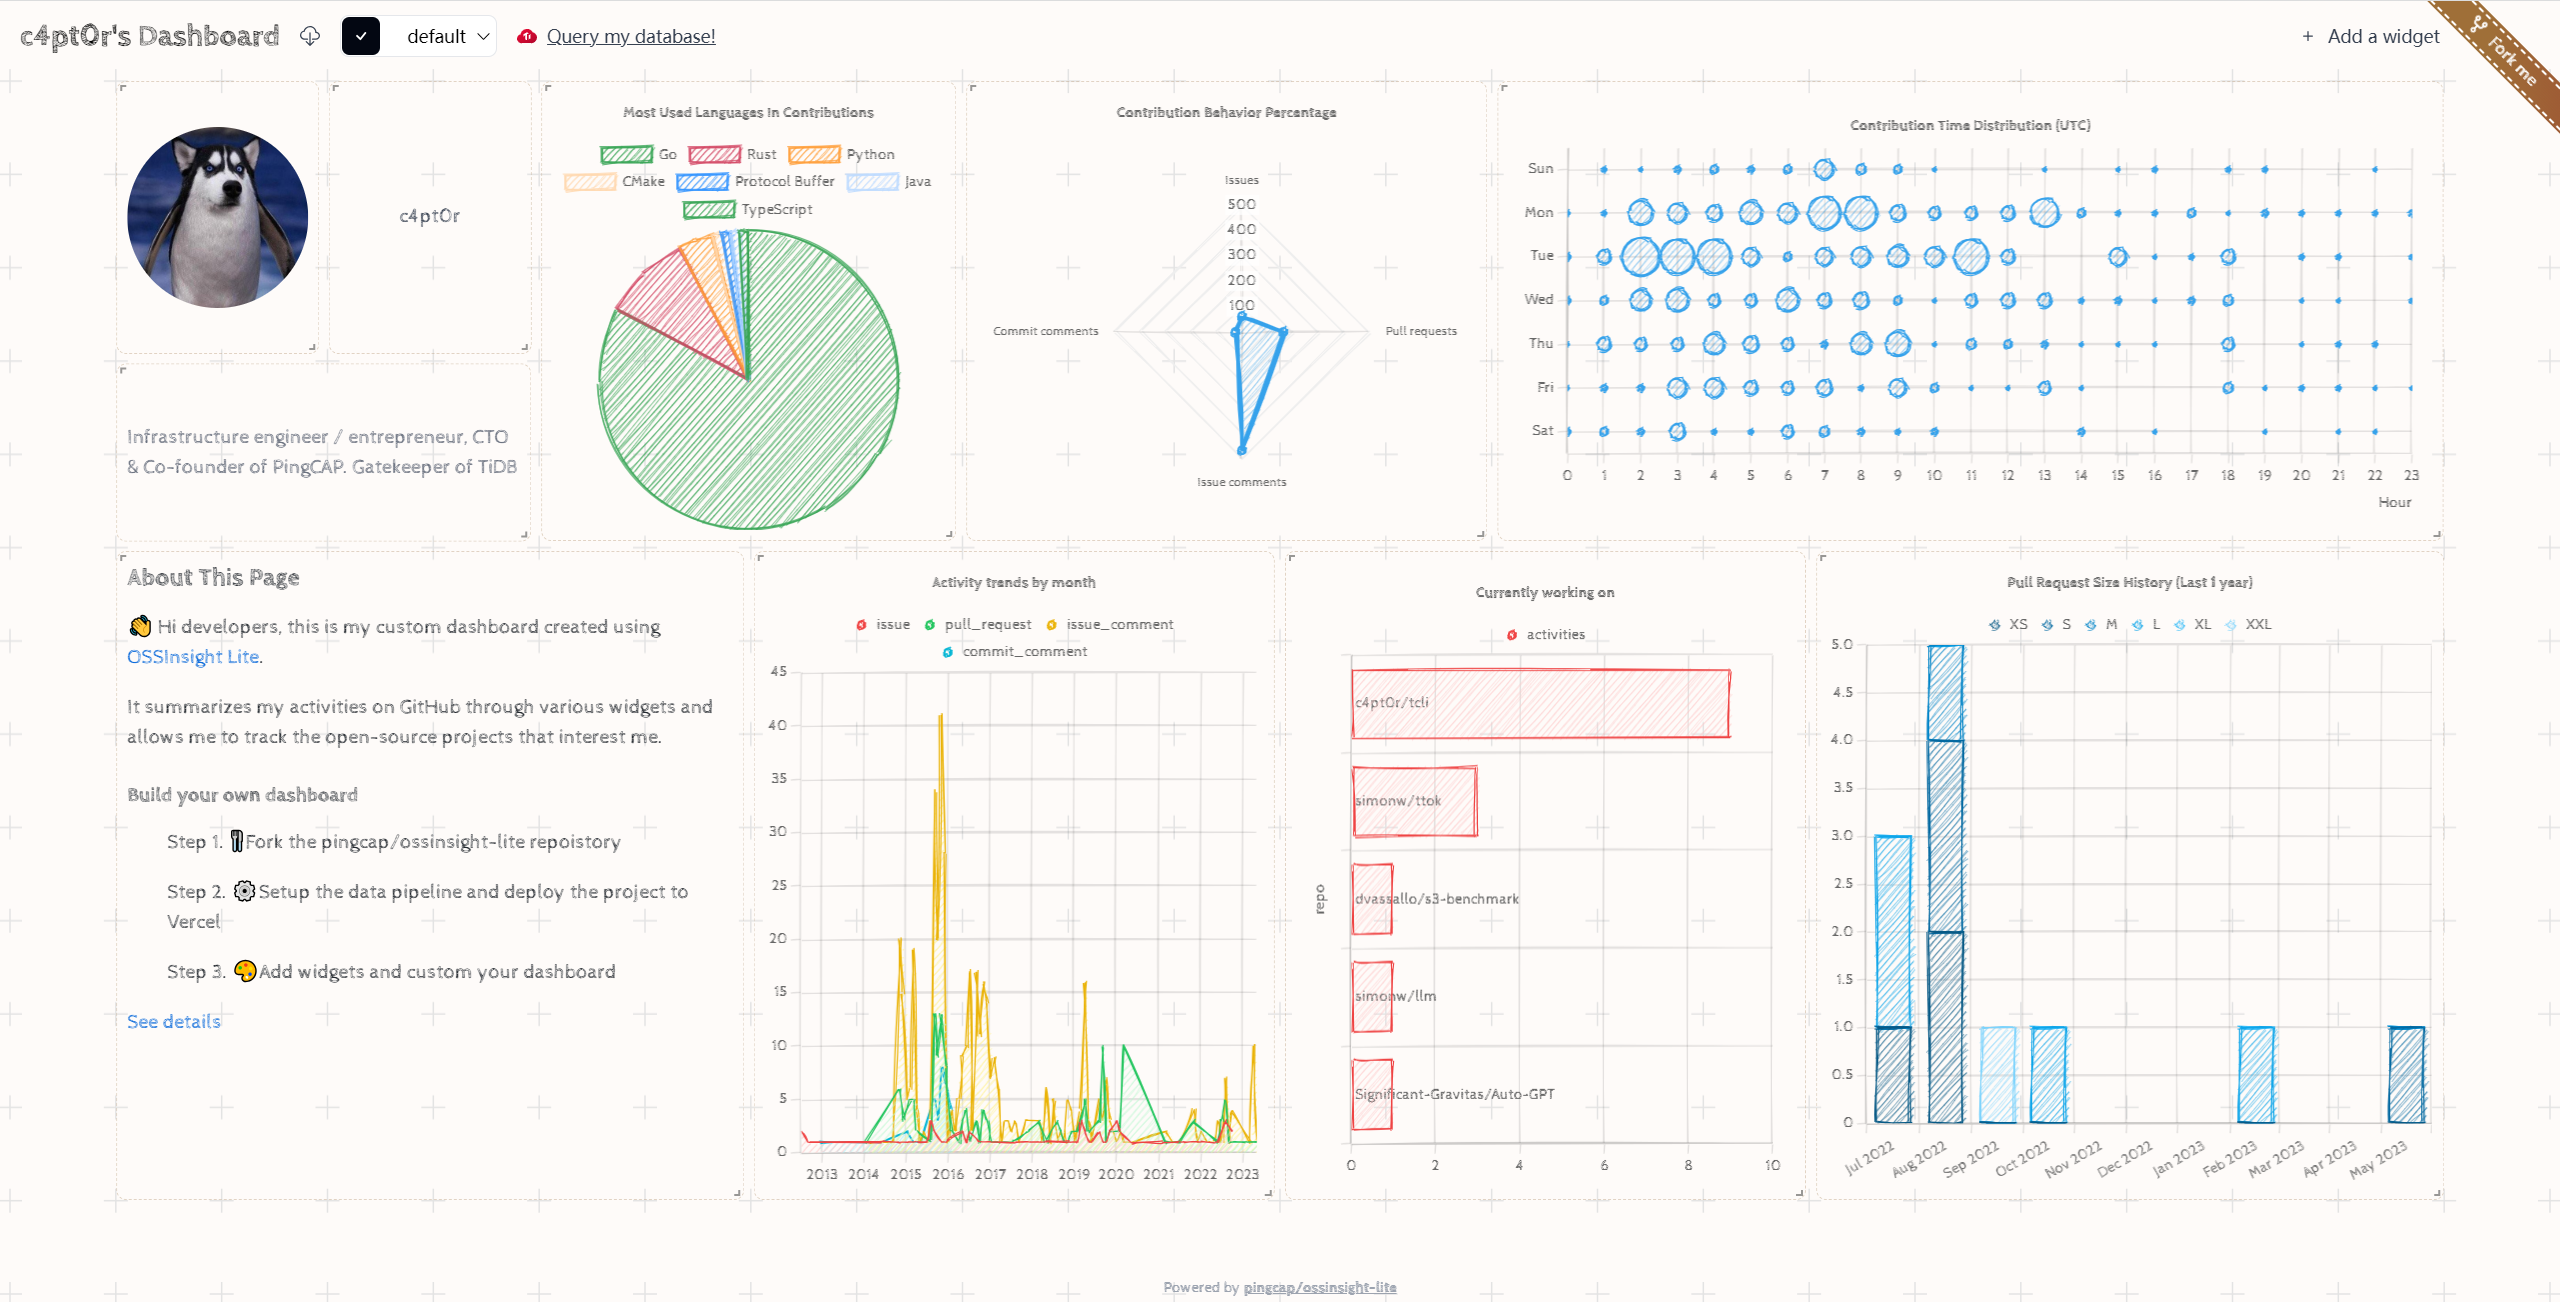 c4pt0r's Dashboard
default
Query my database!
+ Add a widget
Fork me
c4pt0r
Infrastructure engineer / entrepreneur, CTO
& Co-founder of PingCAP. Gatekeeper of TiDB
Most Used Languages In Contributions
Go Rust Python
CMake Protocol Buffer Java
TypeScript
Contribution Behavior Percentage
Issues
500
400
300
200
100
Commit comments
Pull requests
Issue comments
Contribution Time Distribution (UTC)
Sun
Mon
Tue
Wed
Thu
Fri
Sat
0 1 2 3 4 5 6 7 8 9 10 11 12 13 14 15 16 17 18 19 20 21 22 23
Hour
About This Page
👋 Hi developers, this is my custom dashboard created using
OSSInsight Lite.
It summarizes my activities on GitHub through various widgets and
allows me to track the open-source projects that interest me.
Build your own dashboard
Step 1. 🍴Fork the pingcap/ossinsight-lite repoistory
Step 2. ⚙️Setup the data pipeline and deploy the project to
Vercel
Step 3. 🎨Add widgets and custom your dashboard
See details
Activity trends by month
issue pull_request issue_comment
commit_comment
45
40
35
30
25
20
15
10
5
0
2013 2014 2015 2016 2017 2018 2019 2020 2021 2022 2023
Currently working on
activities
repo
c4pt0r/tcli
simonw/ttok
dvassallo/s3-benchmark
simonw/llm
Significant-Gravitas/Auto-GPT
0 2 4 6 8 10
Pull Request Size History (Last 1 year)
XS S M L XL XXL
5.0
4.5
4.0
3.5
3.0
2.5
2.0
1.5
1.0
0.5
0
Jul 2022 Aug 2022 Sep 2022 Oct 2022 Nov 2022 Dec 2022 Jan 2023 Feb 2023 Mar 2023 Apr 2023 May 2023
Powered by pingcap/ossinsight-lite